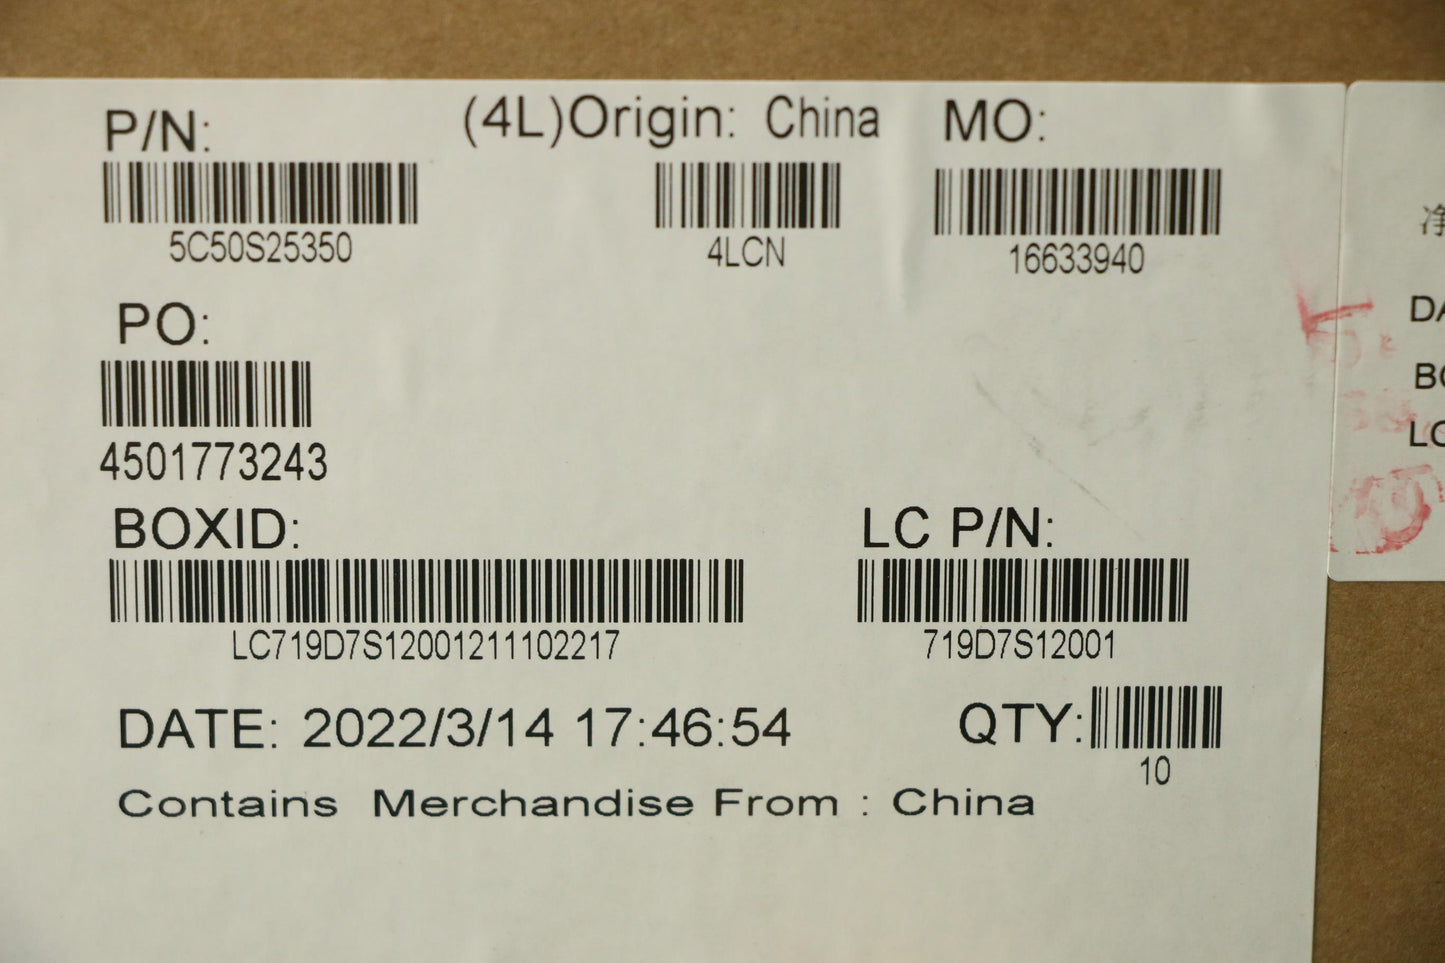 P/N:
(4L)Origin: China
MO:
5C50S25350
4LCN
16633940
PO:
4501773243
BOXID:
LC P/N:
LC719D7S12001211102217
719D7S12001
DATE: 2022/3/14 17:46:54
QTY:
10
Contains Merchandise From : China
净